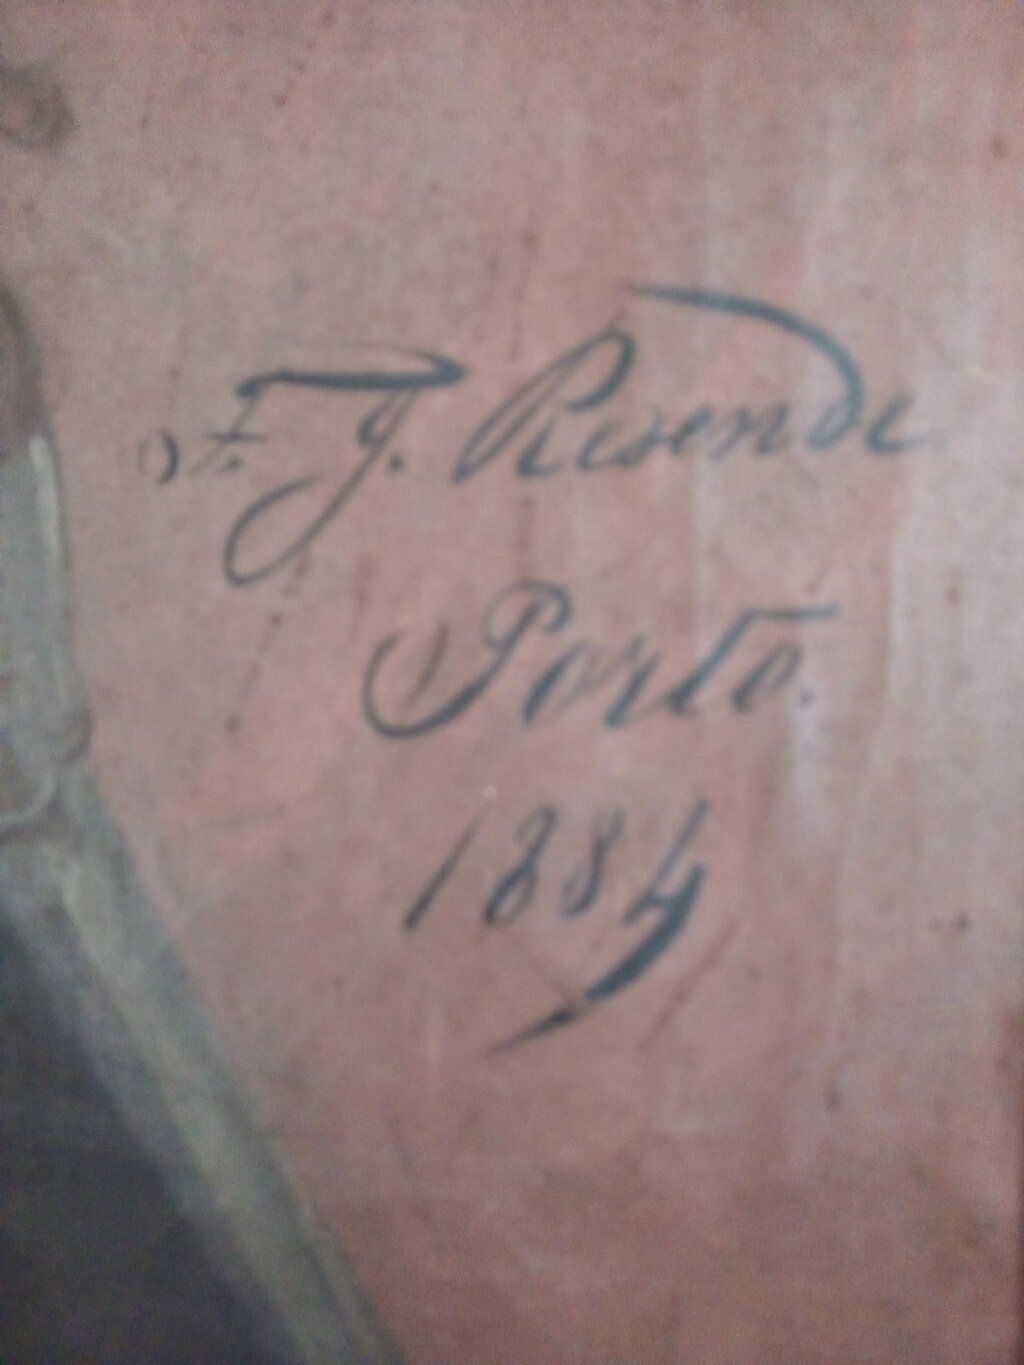 F. J. Resende
Porto.
1884